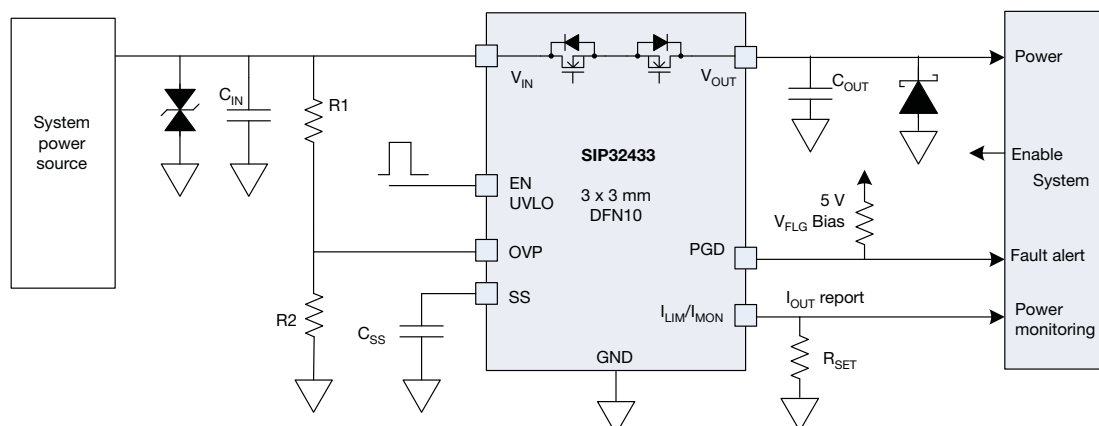 System
power
source
C_IN
R1
R2
V_IN
V_OUT
SIP32433
3 x 3 mm
DFN10
EN
UVLO
OVP
SS
C_SS
GND
PGD
I_LIM/I_MON
C_OUT
5 V
V_FLG Bias
I_OUT report
R_SET
Power
Enable
System
Fault alert
Power
monitoring